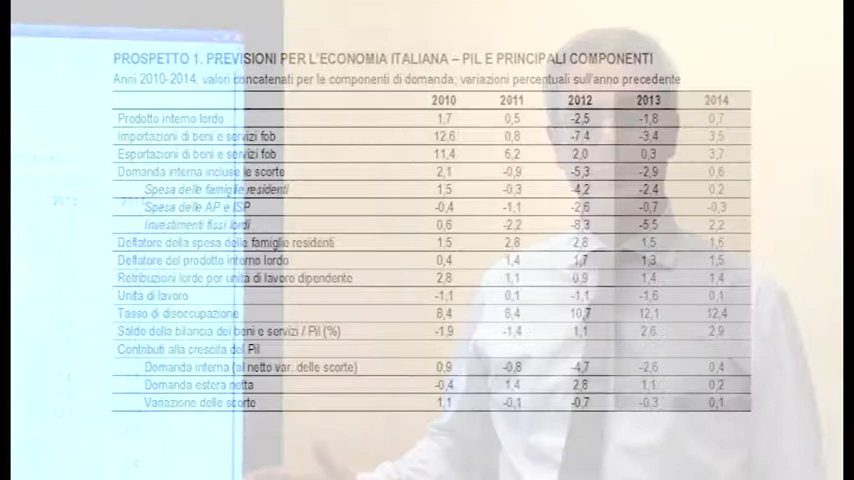 PROSPETTO 1. PREVISIONI PER L'ECONOMIA ITALIANA – PIL E PRINCIPALI COMPONENTI
Anni 2010-2014, valori concatenati per le componenti di domanda; variazioni percentuali sull'anno precedente
2010 2011 2012 2013 2014
Prodotto interno lordo 1,7 0,5 -2,5 -1,8 0,7
Importazioni di beni e servizi fob 12,6 0,8 -7,4 -3,4 3,5
Esportazioni di beni e servizi fob 11,4 6,2 2,0 0,3 3,7
Domanda interna incluse le scorte 2,1 -0,9 -5,3 -2,9 0,6
Spesa delle famiglie residenti 1,5 -0,3 -4,2 -2,4 0,2
Spesa delle AP e ISP -0,4 -1,1 -2,6 -0,7 -0,3
Investimenti fissi lordi 0,6 -2,2 -8,3 -5,5 2,2
Deflatore della spesa delle famiglie residenti 1,5 2,8 2,8 1,5 1,6
Deflatore del prodotto interno lordo 0,4 1,4 1,7 1,3 1,5
Retribuzioni lorde per unità di lavoro dipendente 2,8 1,1 0,9 1,4 1,4
Unità di lavoro -1,1 0,1 -1,1 -1,6 0,1
Tasso di disoccupazione 8,4 8,4 10,7 12,1 12,4
Saldo della bilancia dei beni e servizi / Pil (%) -1,9 -1,4 1,1 2,6 2,9
Contributi alla crescita del Pil
Domanda interna (al netto var. delle scorte) 0,9 -0,8 -4,7 -2,6 0,4
Domanda estera netta -0,4 1,4 2,8 1,1 0,2
Variazione delle scorte 1,1 -0,1 -0,7 -0,3 0,1